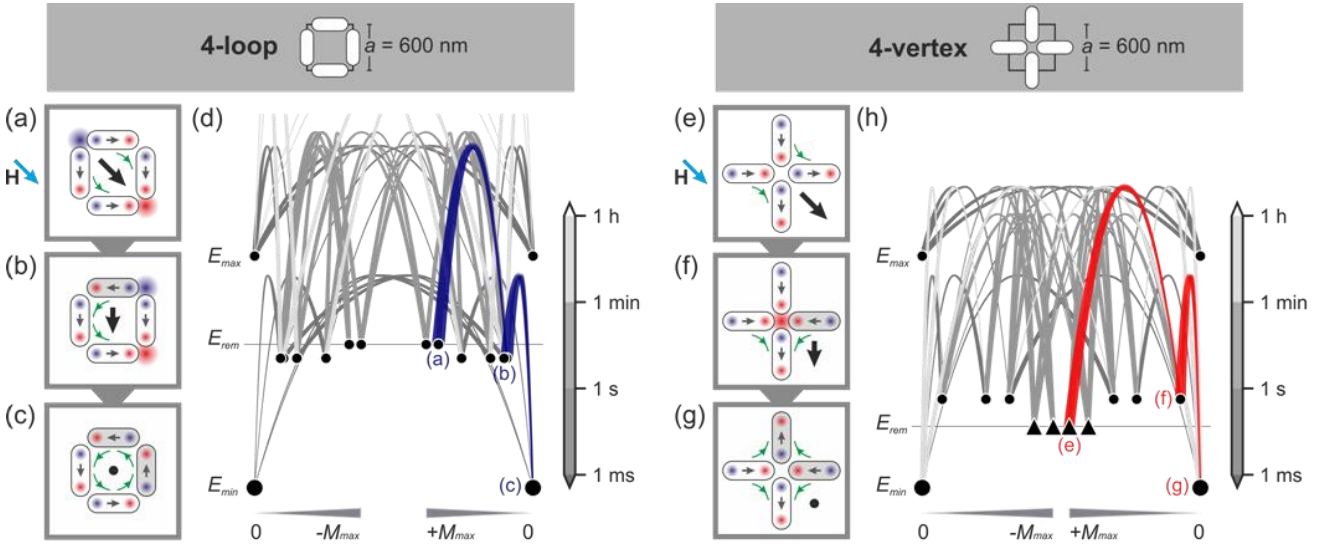 4-loop
a = 600 nm
4-vertex
a = 600 nm
(a)
H
(b)
(c)
(d)
E_max
E_rem
E_min
(a)
(b)
(c)
0
-M_max
+M_max
0
1 h
1 min
1 s
1 ms
(e)
H
(f)
(g)
(h)
E_max
E_rem
E_min
(e)
(f)
(g)
0
-M_max
+M_max
0
1 h
1 min
1 s
1 ms